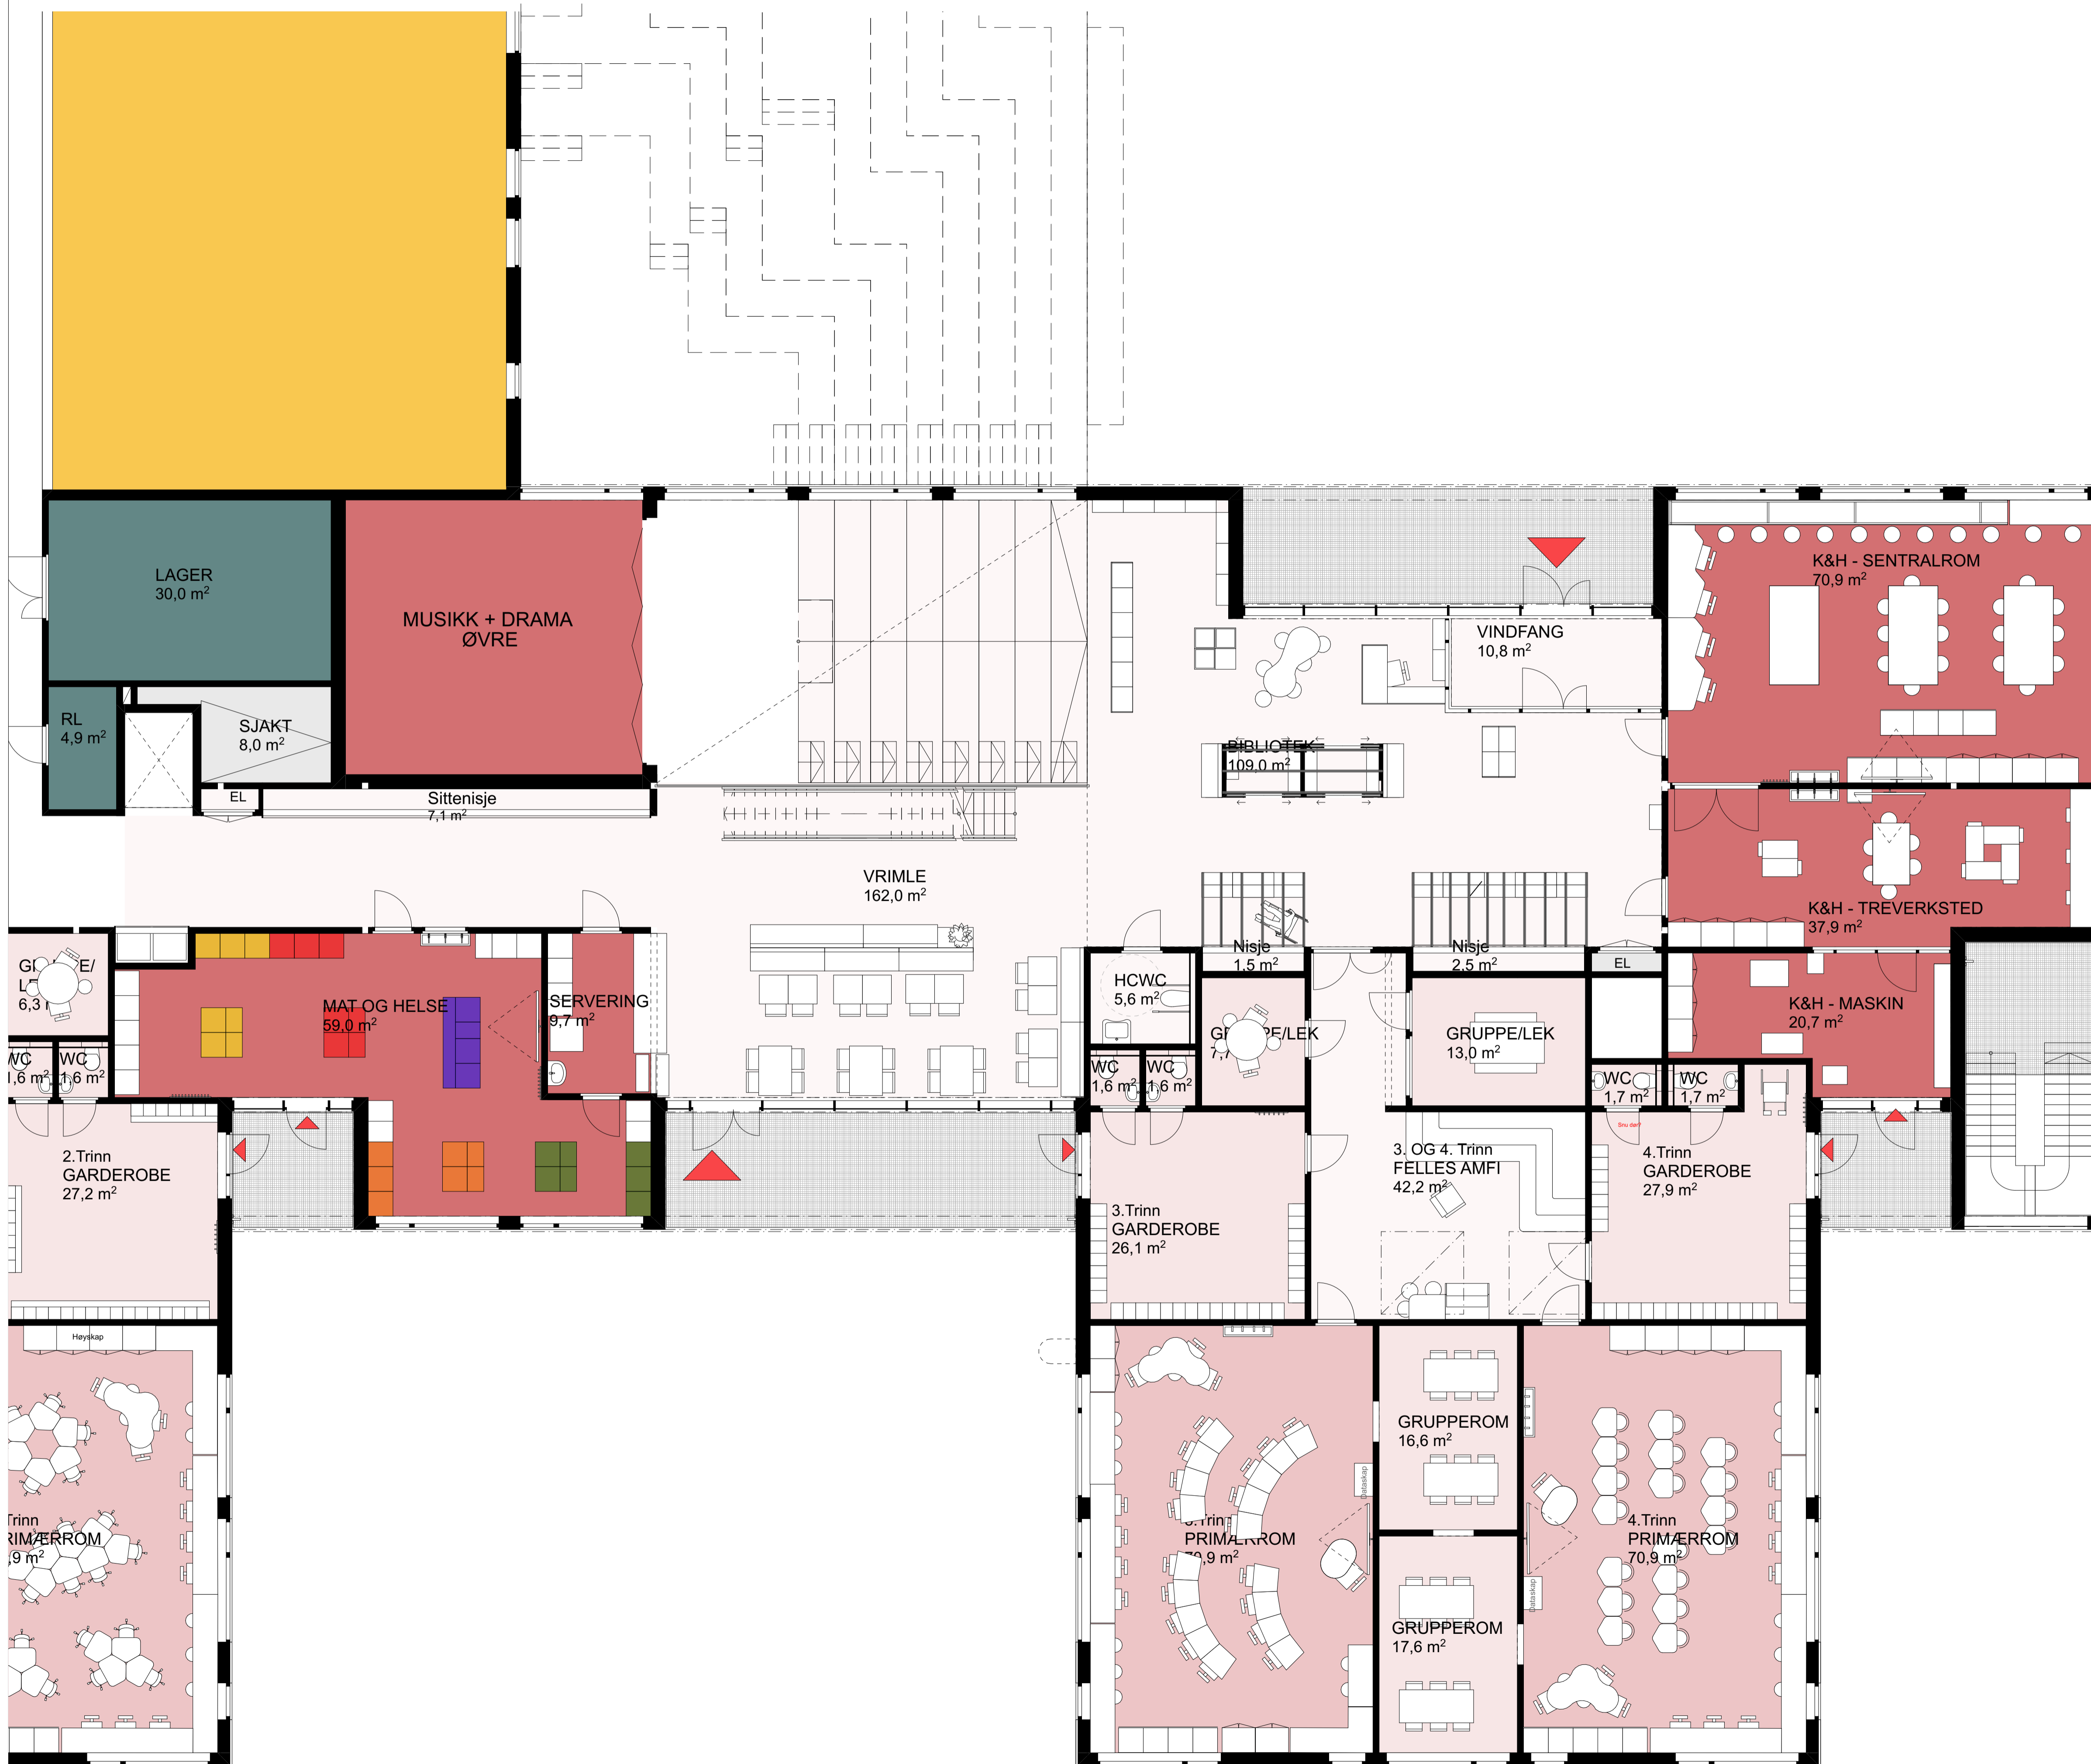 LAGER
30,0 m²
MUSIKK + DRAMA
ØVRE
RL
4,9 m²
SJAKT
8,0 m²
EL
Sittenisje
7,1 m²
VINDFANG
10,8 m²
K&H - SENTRALROM
70,9 m²
BIBLIOTEK
109,0 m²
VRIMLE
162,0 m²
K&H - TREVERKSTED
37,9 m²
Nisje
1,5 m²
Nisje
2,5 m²
EL
6,3
MAT OG HELSE
59,0 m²
SERVERING
9,7 m²
HCWC
5,6 m²
GRUPPE/LEK
13,0 m²
K&H - MASKIN
20,7 m²
WC
1,6 m²
WC
1,6 m²
WC
1,6 m²
WC
1,6 m²
WC
1,7 m²
WC
1,7 m²
Snu dør?
2.Trinn
GARDEROBE
27,2 m²
3.Trinn
GARDEROBE
26,1 m²
3. OG 4. Trinn
FELLES AMFI
42,2 m²
4.Trinn
GARDEROBE
27,9 m²
Høyskap
GRUPPEROM
16,6 m²
Dataskap
PRIMÆRROM
4.Trinn
PRIMÆRROM
70,9 m²
Dataskap
GRUPPEROM
17,6 m²